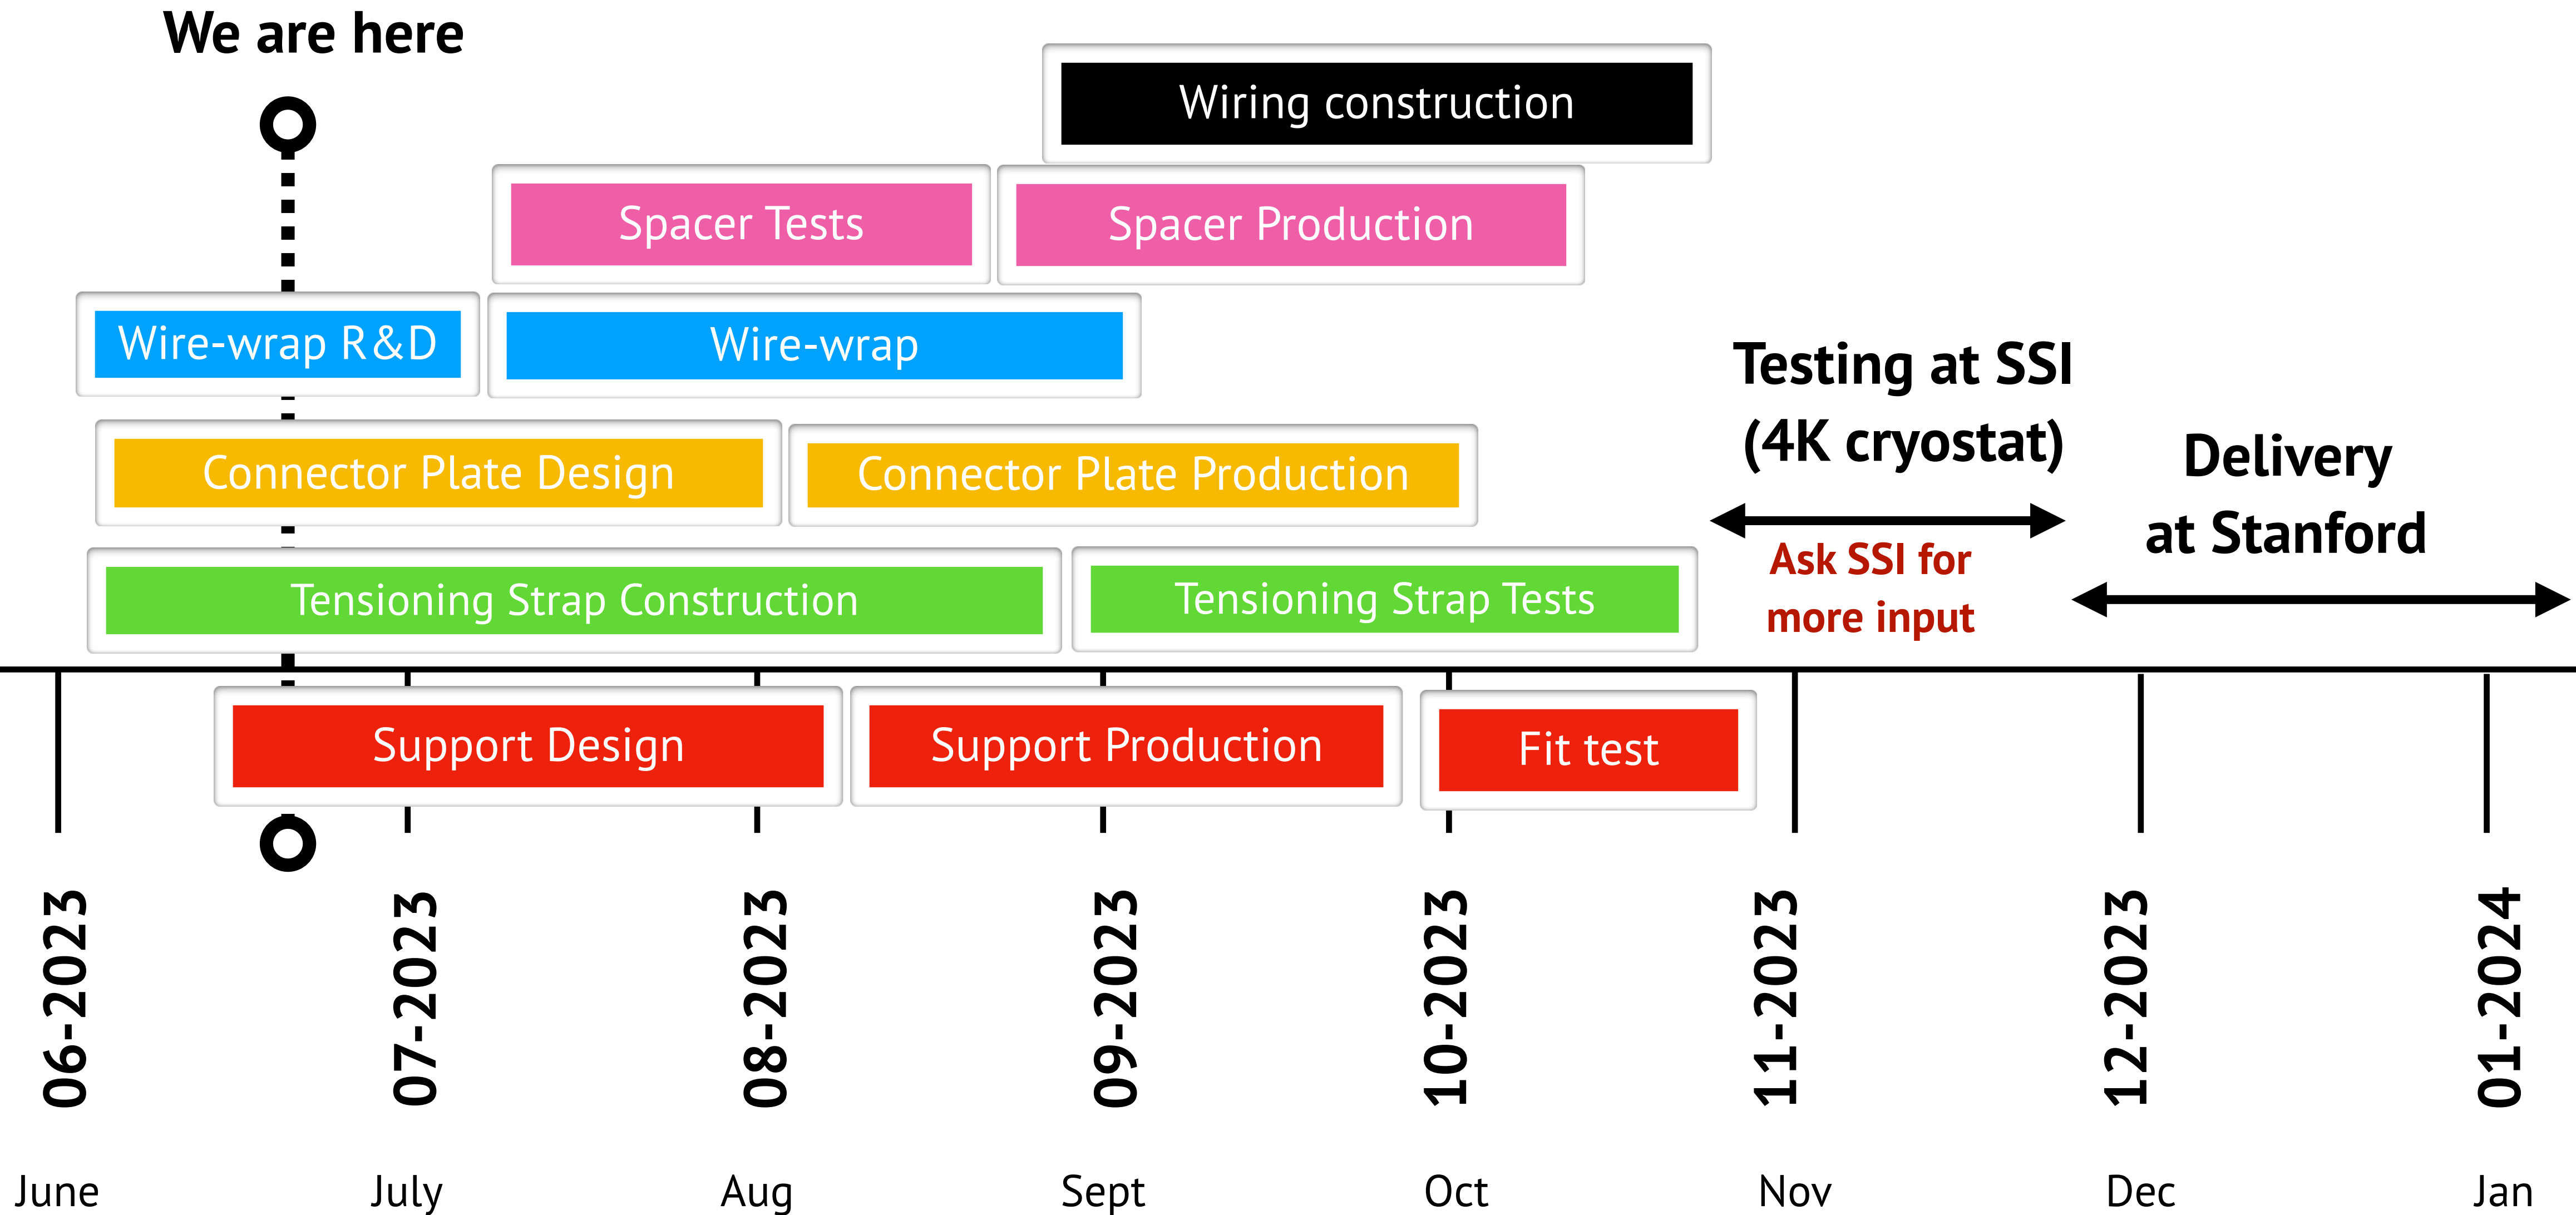 We are here
Wiring construction
Spacer Tests
Spacer Production
Wire-wrap R&D
Wire-wrap
Testing at SSI
(4K cryostat)
Connector Plate Design
Connector Plate Production
Delivery
at Stanford
Ask SSI for
more input
Tensioning Strap Construction
Tensioning Strap Tests
Support Design
Support Production
Fit test
06-2023
07-2023
08-2023
09-2023
10-2023
11-2023
12-2023
01-2024
June
July
Aug
Sept
Oct
Nov
Dec
Jan